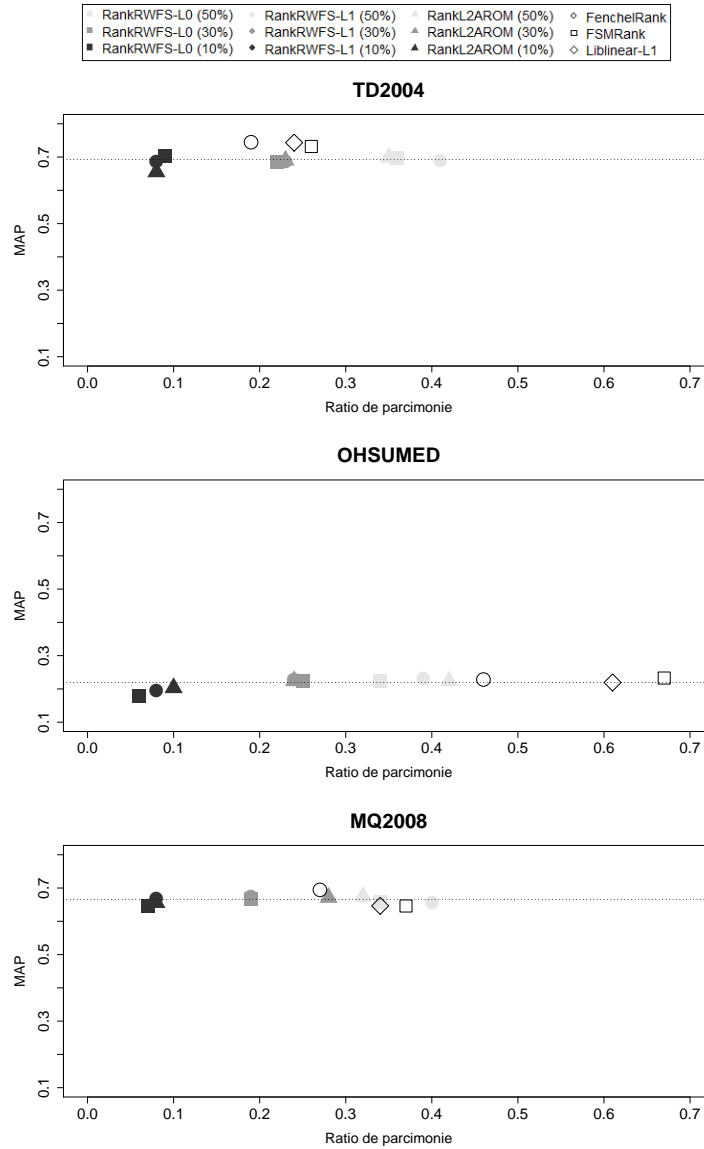 RankRWFS-L0 (50%) RankRWFS-L1 (50%) RankL2AROM (50%) FenchelRank
RankRWFS-L0 (30%) RankRWFS-L1 (30%) RankL2AROM (30%) FSMRank
RankRWFS-L0 (10%) RankRWFS-L1 (10%) RankL2AROM (10%) Liblinear-L1
TD2004
MAP
0.7
0.5
0.3
0.1
0.0 0.1 0.2 0.3 0.4 0.5 0.6 0.7
Ratio de parcimonie
OHSUMED
MAP
0.7
0.5
0.3
0.1
0.0 0.1 0.2 0.3 0.4 0.5 0.6 0.7
Ratio de parcimonie
MQ2008
MAP
0.7
0.5
0.3
0.1
0.0 0.1 0.2 0.3 0.4 0.5 0.6 0.7
Ratio de parcimonie